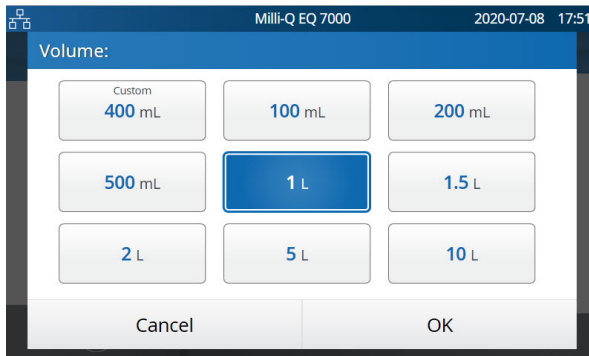 Milli-Q EQ 7000 2020-07-08 17:51
Volume:
Custom
400 mL 100 mL 200 mL
500 mL 1 L 1.5 L
2 L 5 L 10 L
Cancel OK